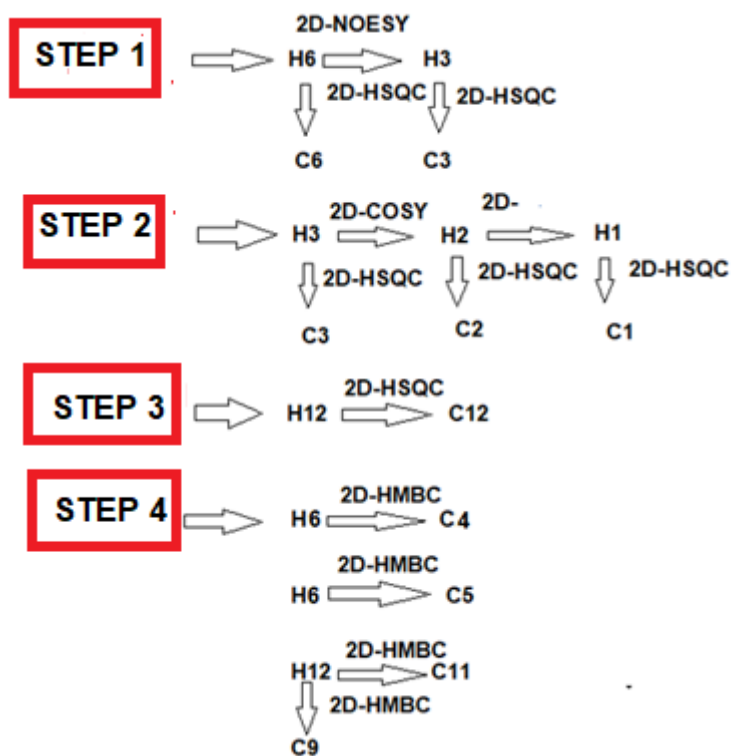 2D-NOESY
STEP 1 H6 H3
2D-HSQC 2D-HSQC
C6 C3
2D-COSY 2D-
STEP 2 H3 H2 H1
2D-HSQC 2D-HSQC 2D-HSQC
C3 C2 C1
2D-HSQC
STEP 3 H12 C12
2D-HMBC
STEP 4 H6 C4
2D-HMBC
H6 C5
2D-HMBC
H12 C11
2D-HMBC
C9